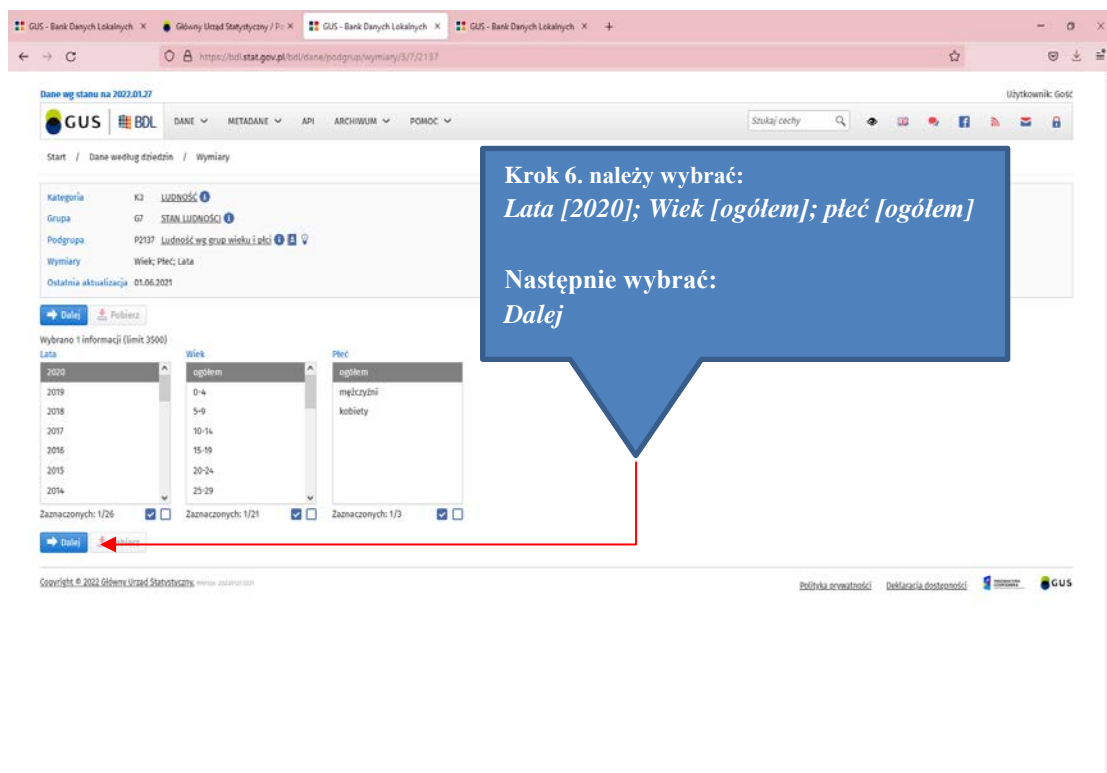 GUS - Bank Danych Lokalnych × Główny Urząd Statystyczny / P × GUS - Bank Danych Lokalnych × GUS - Bank Danych Lokalnych × +
https://bdl.stat.gov.pl/bdl/dane/podgrup/wymiary/3/7/2137
Dane wg stanu na 2022.01.27 Użytkownik: Gość
GUS BDL DANE METADANE API ARCHIWUM POMOC Szukaj cechy
Start / Dane według dziedzin / Wymiary
Kategoria K3 LUDNOŚĆ
Grupa G7 STAN LUDNOŚCI
Podgrupa P2137 Ludność wg grup wieku i płci
Wymiary Wiek; Płeć; Lata
Ostatnia aktualizacja 01.06.2021
Krok 6. należy wybrać:
Lata [2020]; Wiek [ogółem]; płeć [ogółem]
Następnie wybrać:
Dalej
Dalej Pobierz
Wybrano 1 informacji (limit 3500)
Lata Wiek Płeć
2020 ogółem ogółem
2019 0-4 mężczyźni
2018 5-9 kobiety
2017 10-14
2016 15-19
2015 20-24
2014 25-29
Zaznaczonych: 1/26 Zaznaczonych: 1/21 Zaznaczonych: 1/3
Dalej Pobierz
Copyright © 2022 Główny Urząd Statystyczny, Polityka prywatności Deklaracja dostępności GUS